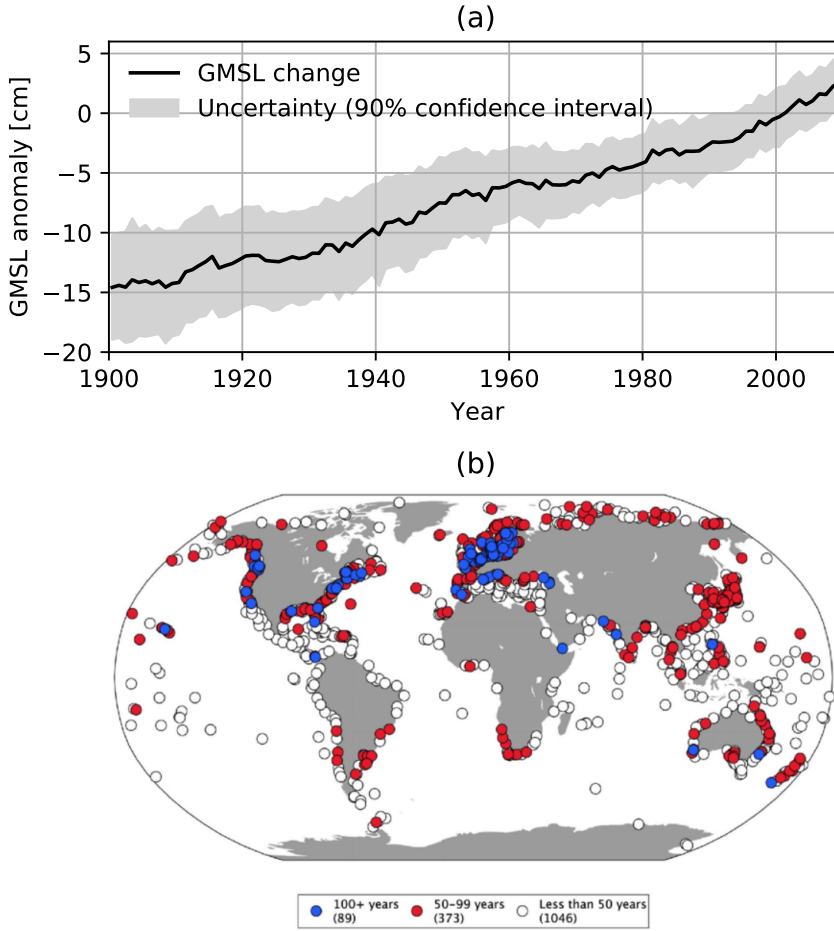 (a)
5
GMSL change
Uncertainty (90% confidence interval)
0
−5
−10
−15
−20
GMSL anomaly [cm]
1900 1920 1940 1960 1980 2000
Year
(b)
100+ years 50–99 years Less than 50 years
(89) (373) (1046)